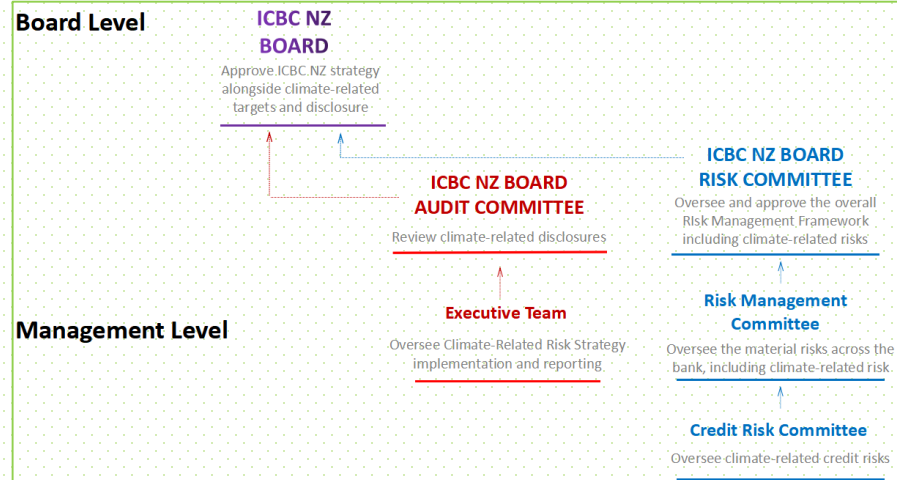 Board Level
ICBC NZ
BOARD
Approve ICBC NZ strategy
alongside climate-related
targets and disclosure
ICBC NZ BOARD
AUDIT COMMITTEE
Review climate-related disclosures
ICBC NZ BOARD
RISK COMMITTEE
Oversee and approve the overall
RIsk Management Framework
including climate-related risks
Management Level
Executive Team
Oversee Climate-Related Risk Strategy
implementation and reporting
Risk Management
Committee
Oversee the material risks across the
bank, including climate-related risk
Credit Risk Committee
Oversee climate-related credit risks